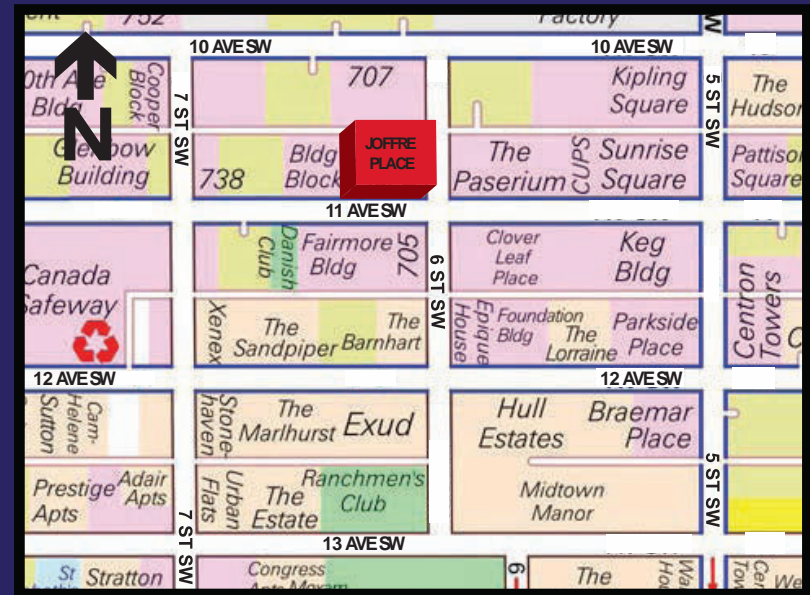 752
Factory
10 AVE SW
10 AVE SW
Bldg
Cooper
Block
7 ST SW
707
Kipling
Square
5 ST SW
The
Hudson
N
Glenbow
Building
738
Bldg
Block
JOFFRE
PLACE
The
Paserium
CUPS
Sunrise
Square
Pattison
Square
11 AVE SW
Canada
Safeway
Danish
Club
Fairmore
Bldg
705
6 ST SW
Clover
Leaf
Place
Keg
Bldg
Centron
Towers
Xenex
The
Sandpiper
The
Barnhart
Epique
House
Foundation
Bldg
The
Lorraine
Parkside
Place
12 AVE SW
12 AVE SW
Sutton
Cam-
Helene
Stone-
haven
The
Marlhurst
Exud
Hull
Estates
Braemar
Place
5 ST SW
Prestige
Apts
Adair
Apts
7 ST SW
Urban
Flats
The
Estate
Ranchmen's
Club
Midtown
Manor
13 AVE SW
St
Stratton
Congress
6
The